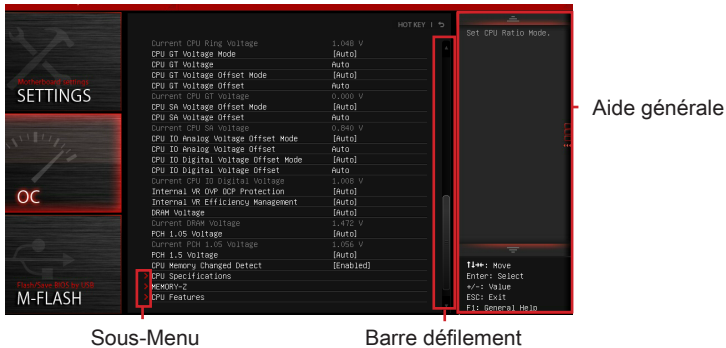 HOT KEY | ⮌
Current CPU Ring Voltage 1.048 V
CPU GT Voltage Mode [Auto]
CPU GT Voltage Auto
CPU GT Voltage Offset Mode [Auto]
CPU GT Voltage Offset Auto
Current CPU GT Voltage 0.000 V
CPU SA Voltage Offset Mode [Auto]
CPU SA Voltage Offset Auto
Current CPU SA Voltage 0.840 V
CPU IO Analog Voltage Offset Mode [Auto]
CPU IO Analog Voltage Offset Auto
CPU IO Digital Voltage Offset Mode [Auto]
CPU IO Digital Voltage Offset Auto
Current CPU IO Digital Voltage 1.008 V
Internal VR OVP OCP Protection [Auto]
Internal VR Efficiency Management [Auto]
DRAM Voltage [Auto]
Current DRAM Voltage 1.472 V
PCH 1.05 Voltage [Auto]
Current PCH 1.05 Voltage 1.056 V
PCH 1.5 Voltage [Auto]
CPU Memory Changed Detect [Enabled]
> CPU Specifications
> MEMORY-Z
> CPU Features
Motherboard settings
SETTINGS
OC
Flash/Save BIOS by USB
M-FLASH
Set CPU Ratio Mode.
↑↓→←: Move
Enter: Select
+/-: Value
ESC: Exit
F1: General Help
Aide générale
Sous-Menu
Barre défilement